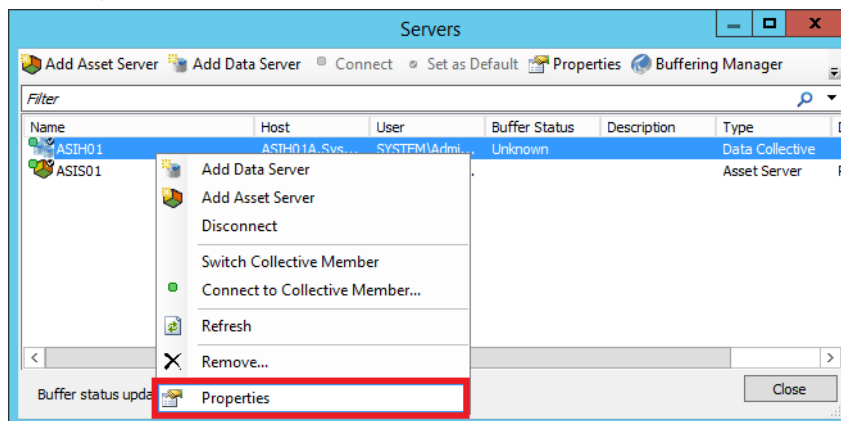 Servers
Add Asset Server Add Data Server Connect Set as Default Properties Buffering Manager
Filter
Name Host User Buffer Status Description Type
ASIH01 ASIH01A.Sys... SYSTEM\Admi... Unknown Data Collective
ASIS01 Asset Server
Add Data Server
Add Asset Server
Disconnect
Switch Collective Member
Connect to Collective Member...
Refresh
Remove...
Properties
Buffer status upda
Close